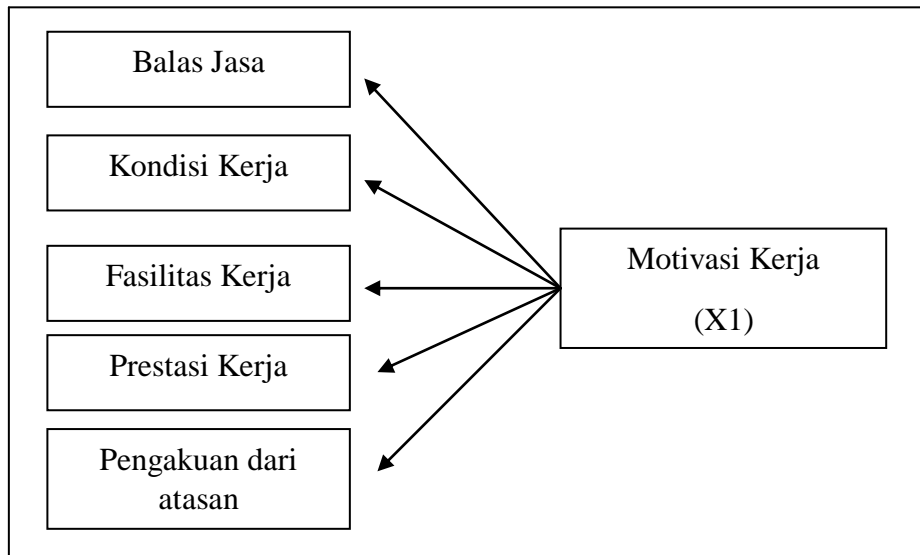 Balas Jasa
Kondisi Kerja
Fasilitas Kerja
Prestasi Kerja
Pengakuan dari
atasan
Motivasi Kerja
(X1)